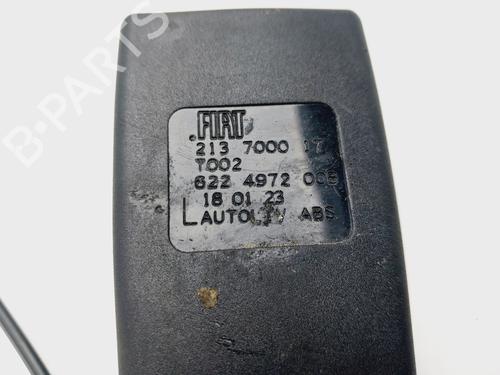 B-PARTS
FIAT
213 7000 17
T002
622 4972 00B
18 01 23
L AUTOLIV ABS